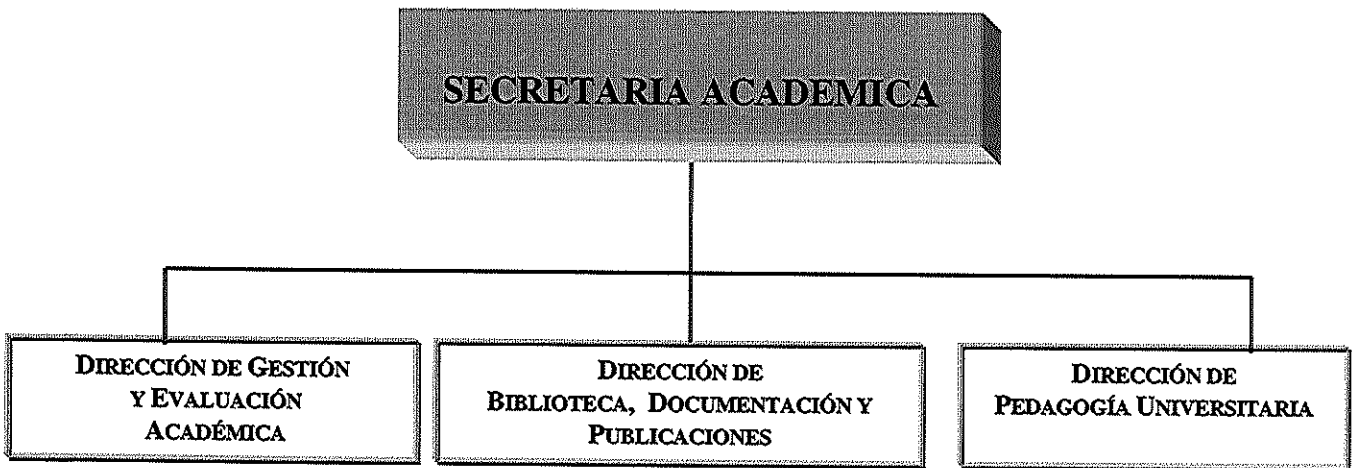 SECRETARIA ACADEMICA
DIRECCIÓN DE GESTIÓN
Y EVALUACIÓN
ACADÉMICA
DIRECCIÓN DE
BIBLIOTECA, DOCUMENTACIÓN Y
PUBLICACIONES
DIRECCIÓN DE
PEDAGOGÍA UNIVERSITARIA